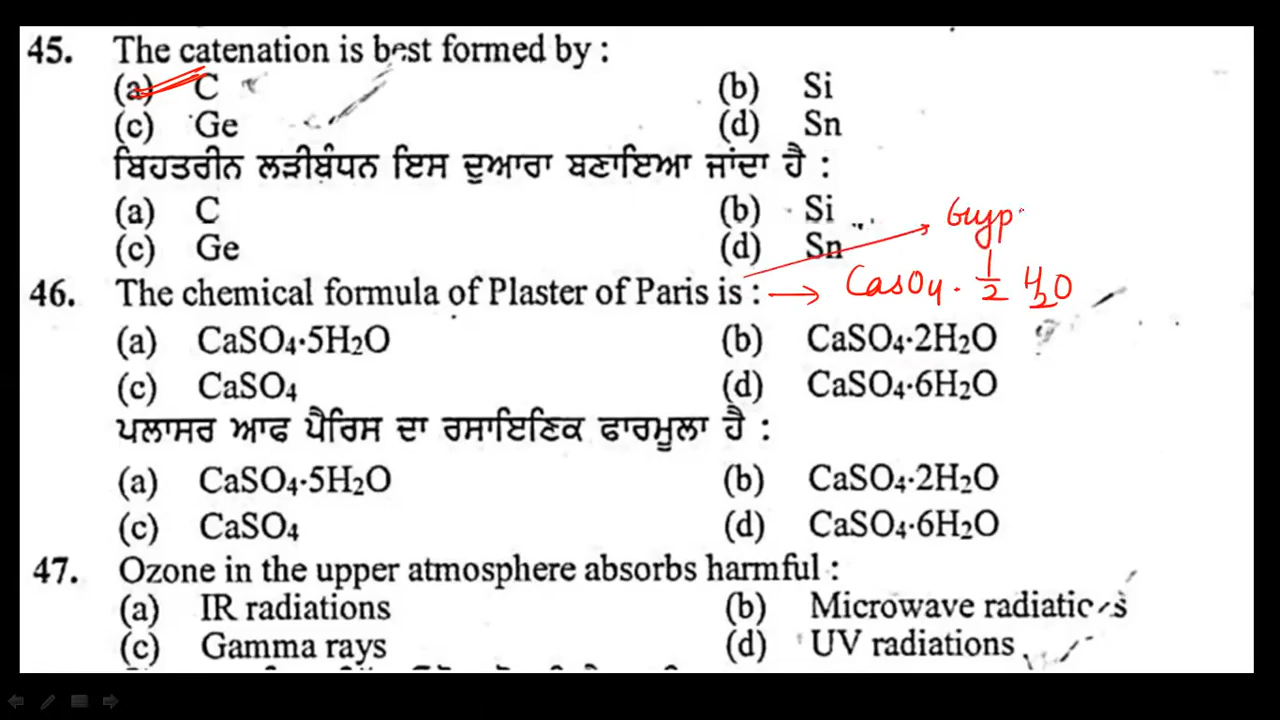 45. The catenation is best formed by :
(a) C (b) Si
(c) Ge (d) Sn
ਬਿਹਤਰੀਨ ਲੜੀਬੰਧਨ ਇਸ ਦੁਆਰਾ ਬਣਾਇਆ ਜਾਂਦਾ ਹੈ :
(a) C (b) Si
(c) Ge (d) Sn
Gyp
46. The chemical formula of Plaster of Paris is : → CaSO4 · 1/2 H2O
(a) CaSO4·5H2O (b) CaSO4·2H2O
(c) CaSO4 (d) CaSO4·6H2O
ਪਲਾਸਰ ਆਫ ਪੈਰਿਸ ਦਾ ਰਸਾਇਣਿਕ ਫਾਰਮੂਲਾ ਹੈ :
(a) CaSO4·5H2O (b) CaSO4·2H2O
(c) CaSO4 (d) CaSO4·6H2O
47. Ozone in the upper atmosphere absorbs harmful :
(a) IR radiations (b) Microwave radiations
(c) Gamma rays (d) UV radiations